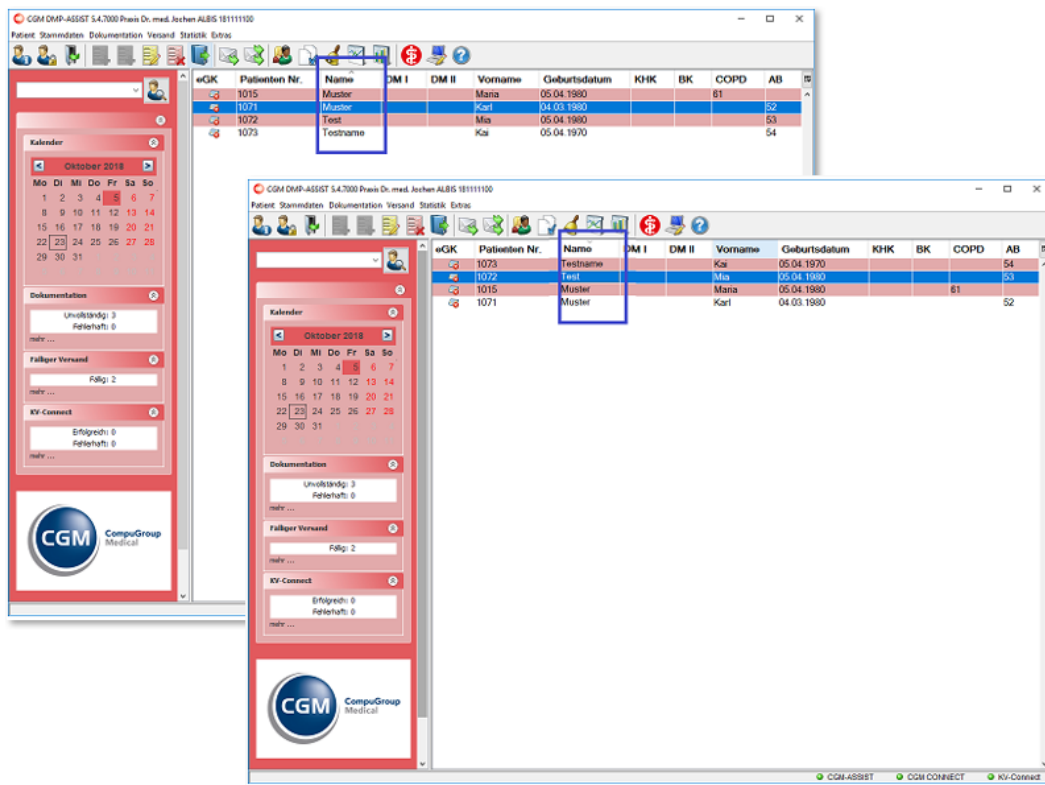 CGM DMP-ASSIST 5.4.7000 Praxis Dr. med. Jochen ALBIS 181111100
Patient Stammdaten Dokumentation Versand Statistik Extras
eGK Patienten Nr. Name DM I DM II Vorname Geburtsdatum KHK BK COPD AB
1015 Muster Maria 05.04.1980 61
1071 Muster Karl 04.03.1980 52
1072 Test Mia 05.04.1980 53
1073 Testname Kai 05.04.1970 54
Kalender
Oktober 2018
Mo Di Mi Do Fr Sa So
1 2 3 4 5 6 7
8 9 10 11 12 13 14
15 16 17 18 19 20 21
22 23 24 25 26 27 28
29 30 31
Dokumentation
Unvollständig: 3
Fehlerhaft: 0
mehr ...
Fälliger Versand
Fällig: 2
mehr ...
KV-Connect
Erfolgreich: 0
Fehlerhaft: 0
mehr ...
CGM CompuGroup
Medical
CGM DMP-ASSIST 5.4.7000 Praxis Dr. med. Jochen ALBIS 181111100
Patient Stammdaten Dokumentation Versand Statistik Extras
eGK Patienten Nr. Name DM I DM II Vorname Geburtsdatum KHK BK COPD AB
1073 Testname Kai 05.04.1970 54
1072 Test Mia 05.04.1980 53
1015 Muster Maria 05.04.1980 61
1071 Muster Karl 04.03.1980 52
Kalender
Oktober 2018
Mo Di Mi Do Fr Sa So
1 2 3 4 5 6 7
8 9 10 11 12 13 14
15 16 17 18 19 20 21
22 23 24 25 26 27 28
29 30 31
Dokumentation
Unvollständig: 3
Fehlerhaft: 0
mehr ...
Fälliger Versand
Fällig: 2
mehr ...
KV-Connect
Erfolgreich: 0
Fehlerhaft: 0
mehr ...
CGM CompuGroup
Medical
CGM-ASSIST CGM CONNECT KV-Connect